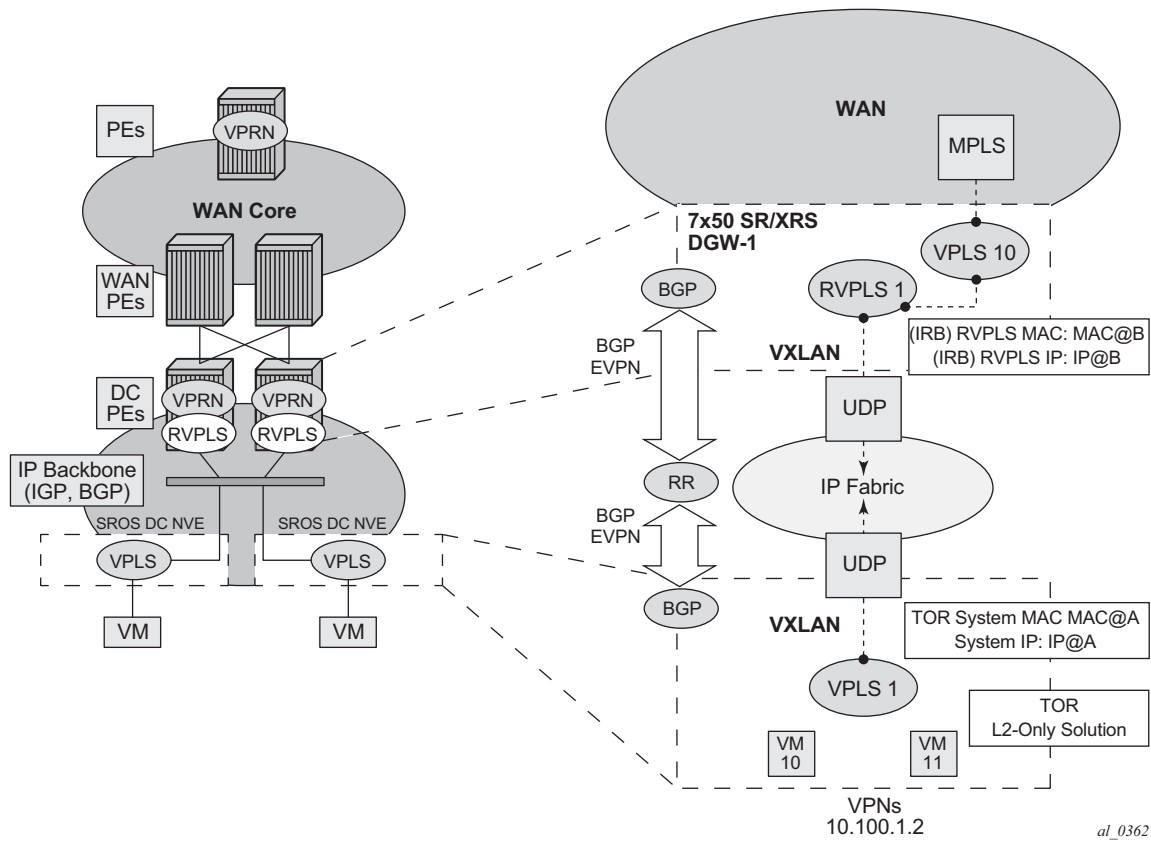 PEs
VPRN
WAN Core
WAN
PEs
DC
PEs
VPRN
VPRN
RVPLS
RVPLS
IP Backbone
(IGP, BGP)
SROS DC NVE
SROS DC NVE
VPLS
VPLS
VM
VM
WAN
MPLS
7x50 SR/XRS
DGW-1
VPLS 10
BGP
RVPLS 1
(IRB) RVPLS MAC: MAC@B
(IRB) RVPLS IP: IP@B
BGP
EVPN
VXLAN
UDP
RR
IP Fabric
BGP
EVPN
UDP
BGP
VXLAN
TOR System MAC MAC@A
System IP: IP@A
VPLS 1
TOR
L2-Only Solution
VM
10
VM
11
VPNs
10.100.1.2
al_0362